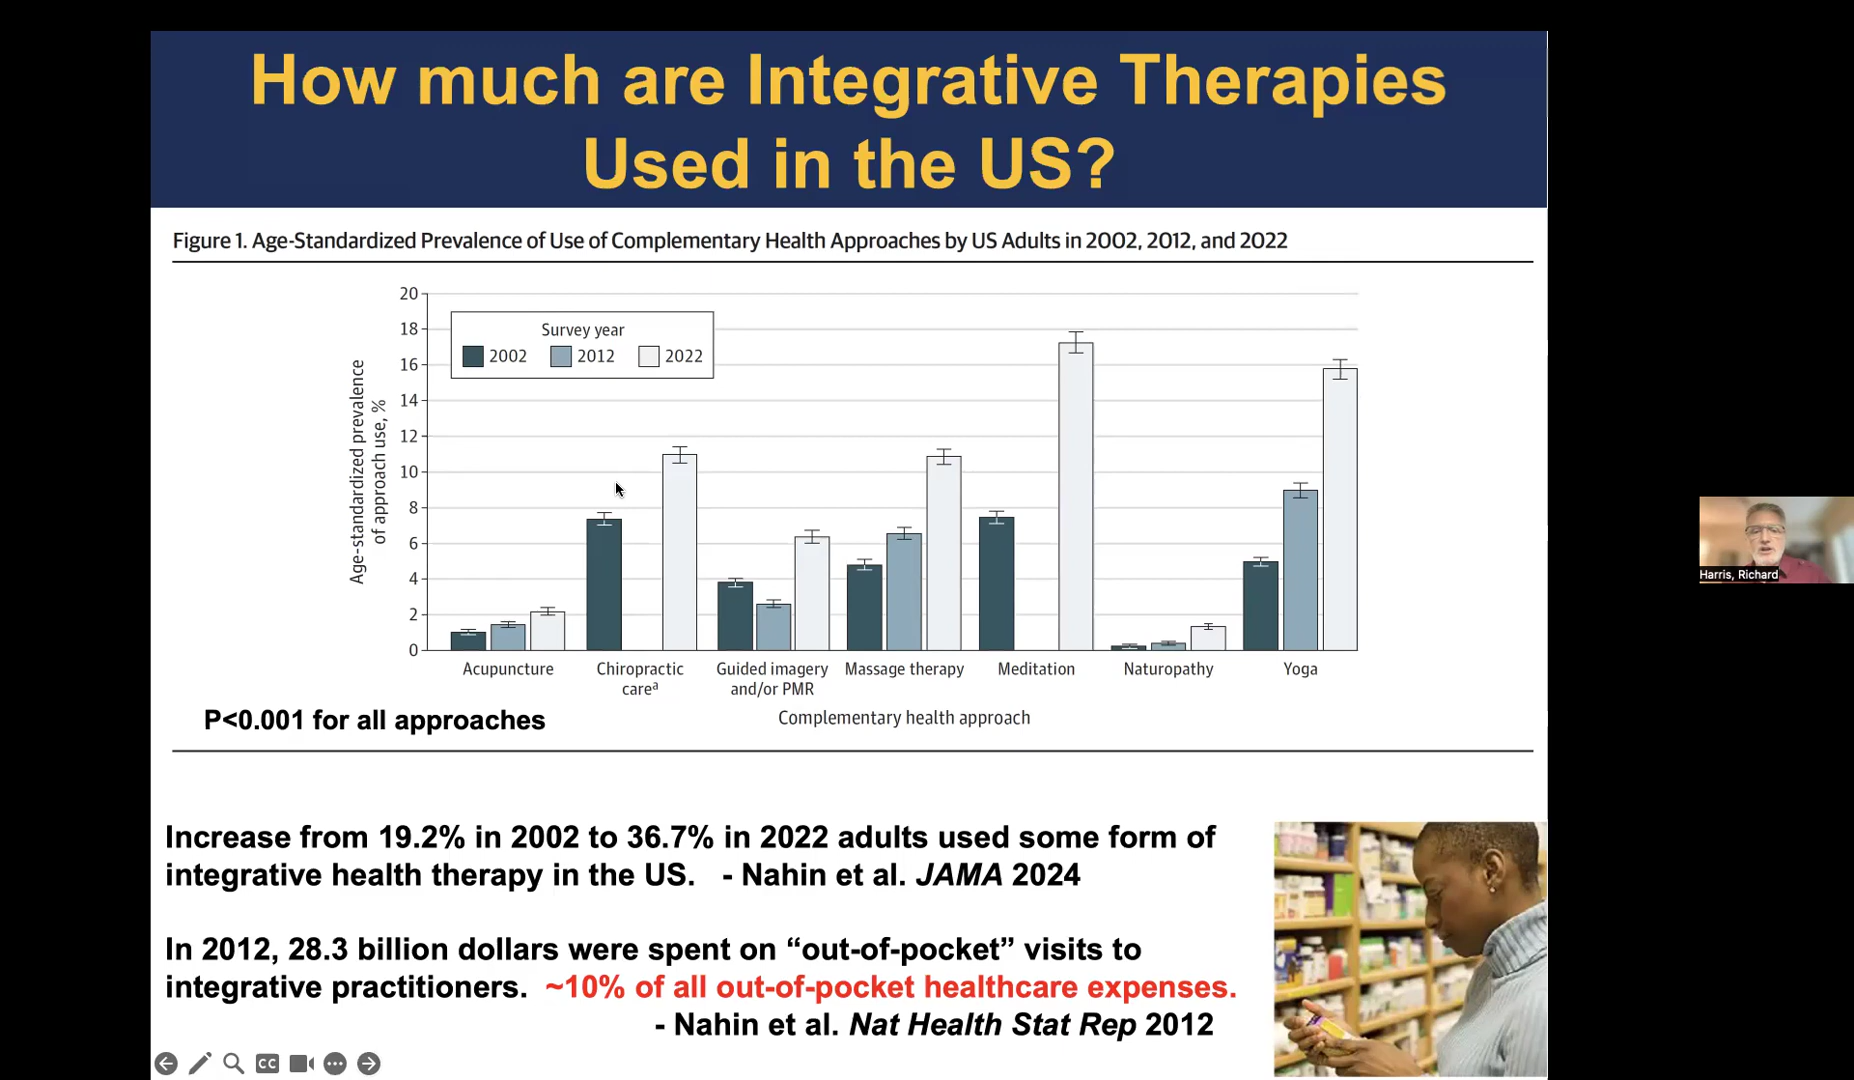 How much are Integrative Therapies
Used in the US?
Figure 1. Age-Standardized Prevalence of Use of Complementary Health Approaches by US Adults in 2002, 2012, and 2022
Age-standardized prevalence
of approach use, %
20
18
16
14
12
10
8
6
4
2
0
Survey year
2002 2012 2022
Acupuncture
Chiropractic
careᵃ
Guided imagery
and/or PMR
Massage therapy
Meditation
Naturopathy
Yoga
Complementary health approach
P<0.001 for all approaches
Harris, Richard
Increase from 19.2% in 2002 to 36.7% in 2022 adults used some form of
integrative health therapy in the US. - Nahin et al. JAMA 2024
In 2012, 28.3 billion dollars were spent on “out-of-pocket” visits to
integrative practitioners. ~10% of all out-of-pocket healthcare expenses.
- Nahin et al. Nat Health Stat Rep 2012
CC